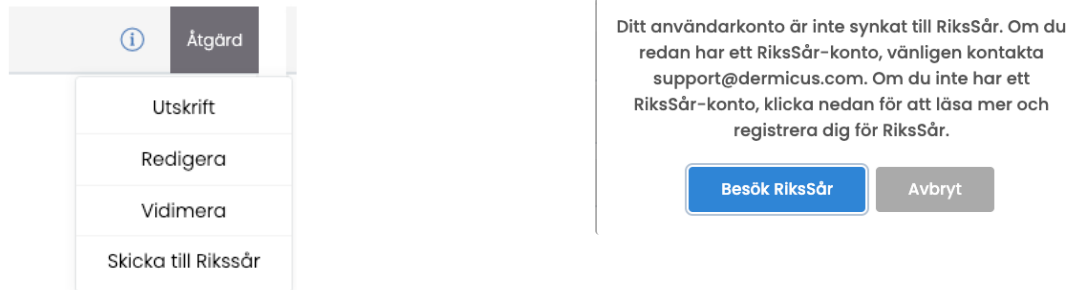 Åtgärd
Utskrift
Redigera
Vidimera
Skicka till Rikssår
Ditt användarkonto är inte synkat till RiksSår. Om du
redan har ett RiksSår-konto, vänligen kontakta
support@dermicus.com. Om du inte har ett
RiksSår-konto, klicka nedan för att läsa mer och
registrera dig för RiksSår.
Besök RiksSår Avbryt